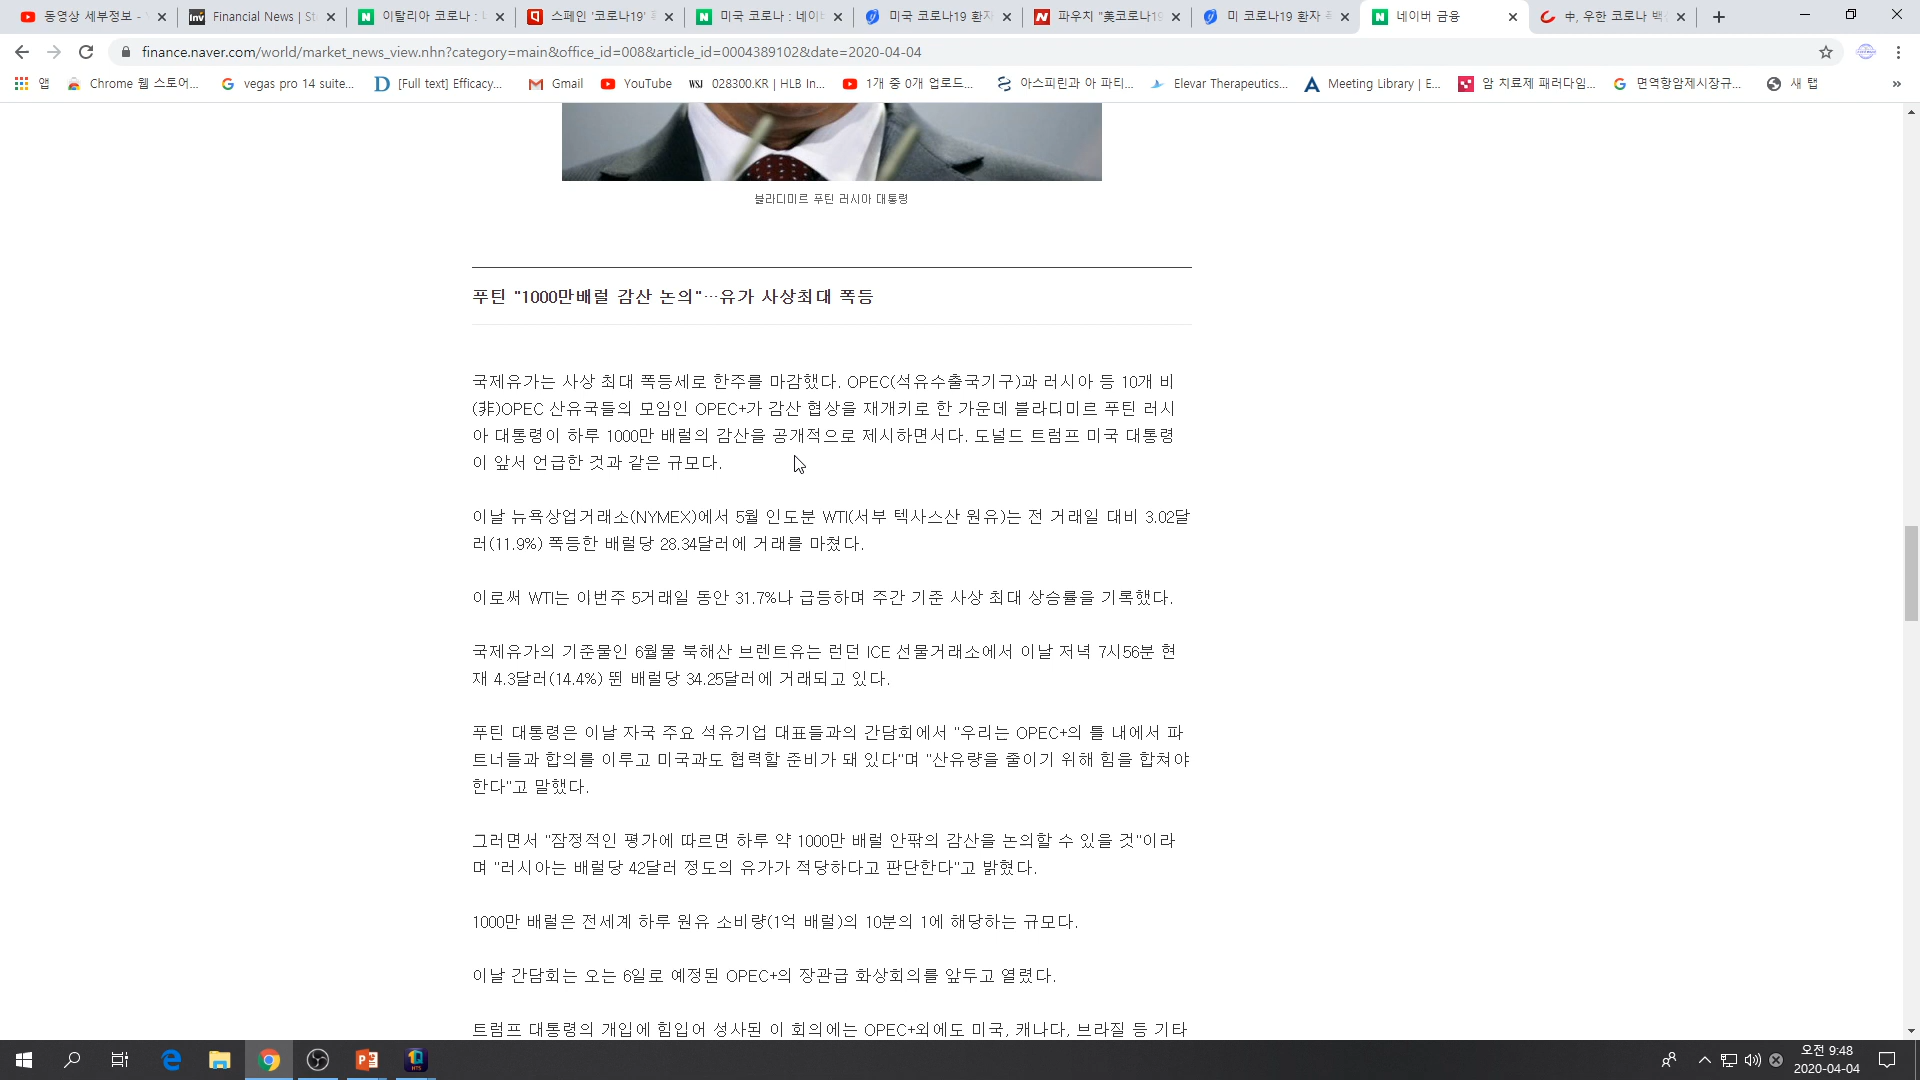 동영상 세부정보 -
Financial News | St
이탈리아 코로나 :
스페인 '코로나19'
미국 코로나 : 네이
미국 코로나19 환자
파우치 "美코로나19
미 코로나19 환자
네이버 금융
中, 우한 코로나 백
finance.naver.com/world/market_news_view.nhn?category=main&office_id=008&article_id=0004389102&date=2020-04-04
앱
Chrome 웹 스토어...
vegas pro 14 suite...
[Full text] Efficacy...
Gmail
YouTube
WSJ 028300.KR | HLB In...
1개 중 0개 업로드...
아스피린과 아 파티...
Elevar Therapeutics...
Meeting Library | E...
암 치료제 패러다임...
면역항암제시장규...
새 탭
블라디미르 푸틴 러시아 대통령
푸틴 "1000만배럴 감산 논의"…유가 사상최대 폭등
국제유가는 사상 최대 폭등세로 한주를 마감했다. OPEC(석유수출국기구)과 러시아 등 10개 비
(非)OPEC 산유국들의 모임인 OPEC+가 감산 협상을 재개키로 한 가운데 블라디미르 푸틴 러시
아 대통령이 하루 1000만 배럴의 감산을 공개적으로 제시하면서다. 도널드 트럼프 미국 대통령
이 앞서 언급한 것과 같은 규모다.
이날 뉴욕상업거래소(NYMEX)에서 5월 인도분 WTI(서부 텍사스산 원유)는 전 거래일 대비 3.02달
러(11.9%) 폭등한 배럴당 28.34달러에 거래를 마쳤다.
이로써 WTI는 이번주 5거래일 동안 31.7%나 급등하며 주간 기준 사상 최대 상승률을 기록했다.
국제유가의 기준물인 6월물 북해산 브렌트유는 런던 ICE 선물거래소에서 이날 저녁 7시56분 현
재 4.3달러(14.4%) 뛴 배럴당 34.25달러에 거래되고 있다.
푸틴 대통령은 이날 자국 주요 석유기업 대표들과의 간담회에서 "우리는 OPEC+의 틀 내에서 파
트너들과 합의를 이루고 미국과도 협력할 준비가 돼 있다"며 "산유량을 줄이기 위해 힘을 합쳐야
한다"고 말했다.
그러면서 "잠정적인 평가에 따르면 하루 약 1000만 배럴 안팎의 감산을 논의할 수 있을 것"이라
며 "러시아는 배럴당 42달러 정도의 유가가 적당하다고 판단한다"고 밝혔다.
1000만 배럴은 전세계 하루 원유 소비량(1억 배럴)의 10분의 1에 해당하는 규모다.
이날 간담회는 오는 6일로 예정된 OPEC+의 장관급 화상회의를 앞두고 열렸다.
트럼프 대통령의 개입에 힘입어 성사된 이 회의에는 OPEC+외에도 미국, 캐나다, 브라질 등 기타
오전 9:48
2020-04-04